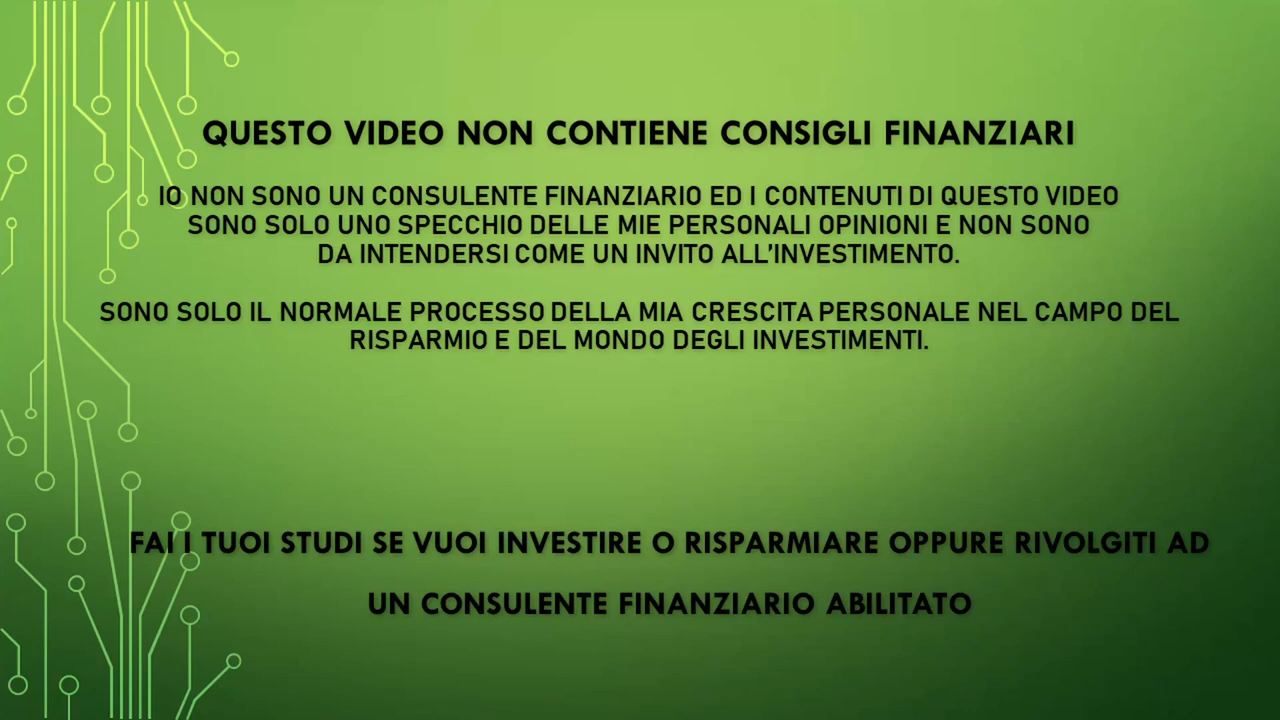 QUESTO VIDEO NON CONTIENE CONSIGLI FINANZIARI
IO NON SONO UN CONSULENTE FINANZIARIO ED I CONTENUTI DI QUESTO VIDEO
SONO SOLO UNO SPECCHIO DELLE MIE PERSONALI OPINIONI E NON SONO
DA INTENDERSI COME UN INVITO ALL'INVESTIMENTO.
SONO SOLO IL NORMALE PROCESSO DELLA MIA CRESCITA PERSONALE NEL CAMPO DEL
RISPARMIO E DEL MONDO DEGLI INVESTIMENTI.
FAI I TUOI STUDI SE VUOI INVESTIRE O RISPARMIARE OPPURE RIVOLGITI AD
UN CONSULENTE FINANZIARIO ABILITATO